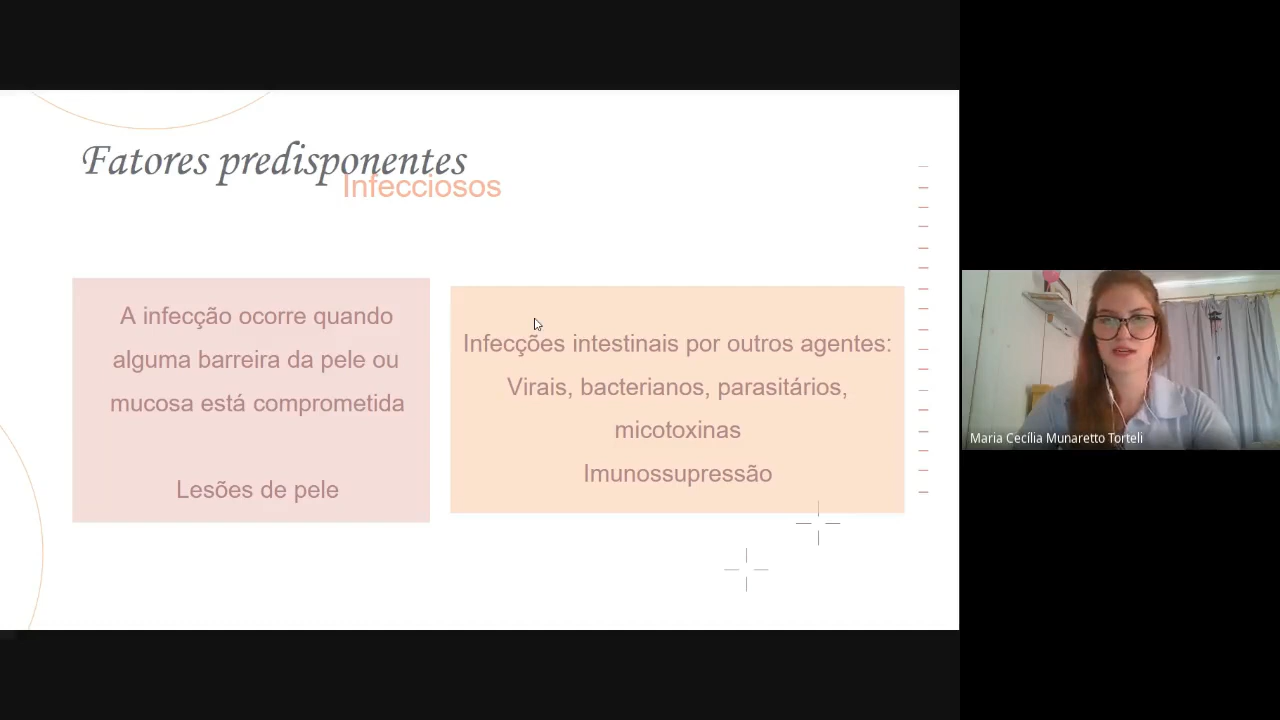 Fatores predisponentes
Infecciosos
A infecção ocorre quando
alguma barreira da pele ou
mucosa está comprometida
Lesões de pele
Infecções intestinais por outros agentes:
Virais, bacterianos, parasitários,
micotoxinas
Imunossupressão
Maria Cecília Munaretto Torteli